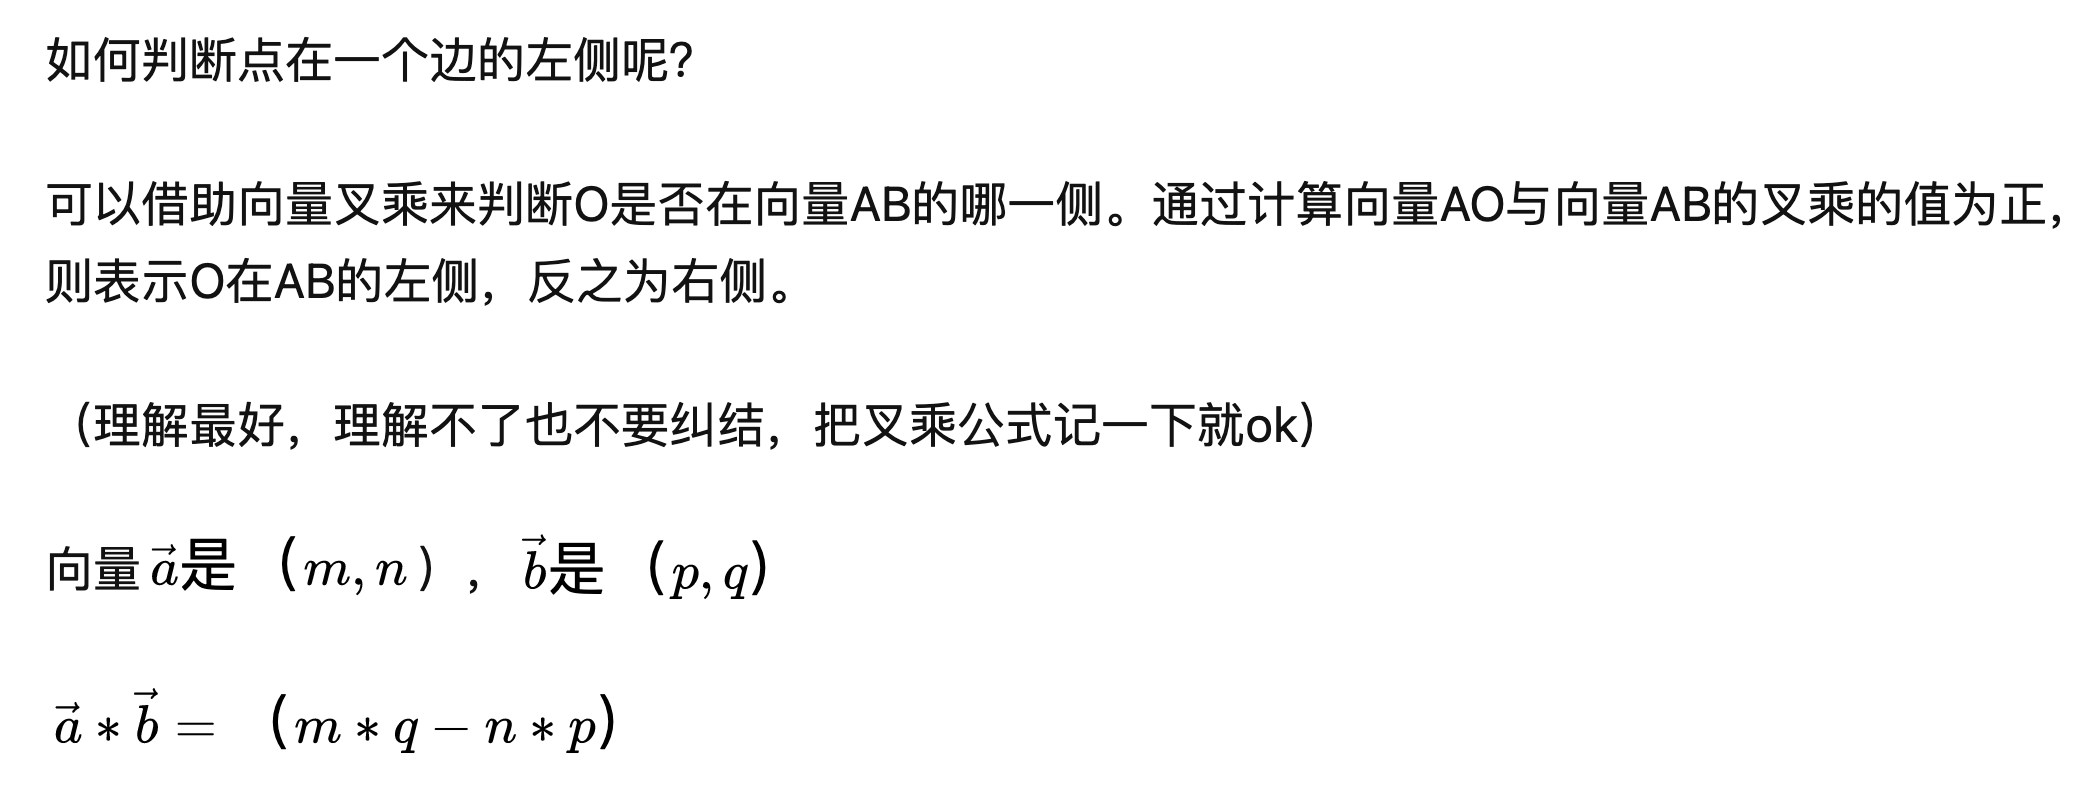 如何判断点在一个边的左侧呢？
可以借助向量叉乘来判断O是否在向量AB的哪一侧。通过计算向量AO与向量AB的叉乘的值为正，
则表示O在AB的左侧，反之为右侧。
（理解最好，理解不了也不要纠结，把叉乘公式记一下就ok）
向量 $\vec{a}$是 （$m,n$），$\vec{b}$是 （$p,q$）
$\vec{a}*\vec{b}=$ （$m*q-n*p$）